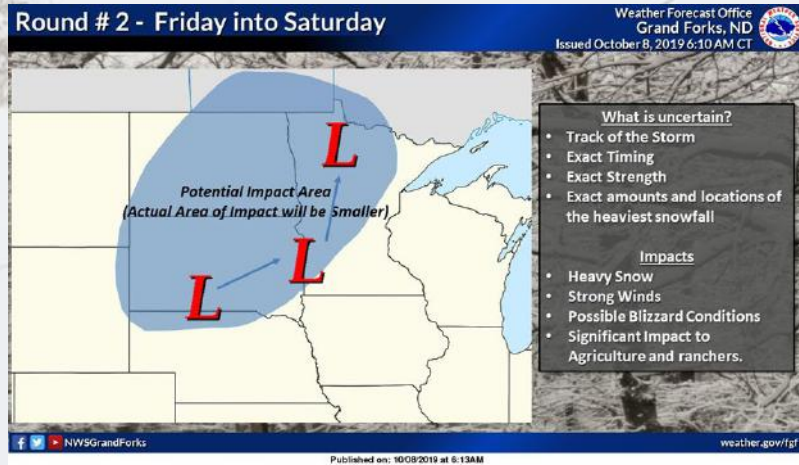 Round # 2 - Friday into Saturday
Weather Forecast Office
Grand Forks, ND
Issued October 8, 2019 6:10 AM CT
L
Potential Impact Area
(Actual Area of Impact will be Smaller)
L
L
What is uncertain?
• Track of the Storm
• Exact Timing
• Exact Strength
• Exact amounts and locations of
the heaviest snowfall
Impacts
• Heavy Snow
• Strong Winds
• Possible Blizzard Conditions
• Significant Impact to
Agriculture and ranchers.
NWSGrandForks
weather.gov/fgf
Published on: 10/08/2019 at 6:13AM